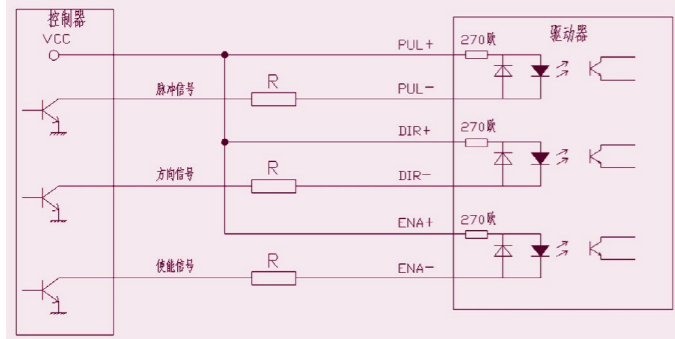 控制器
VCC
驱动器
PUL+
270欧
脉冲信号
R
PUL-
DIR+
270欧
方向信号
R
DIR-
ENA+
270欧
使能信号
R
ENA-